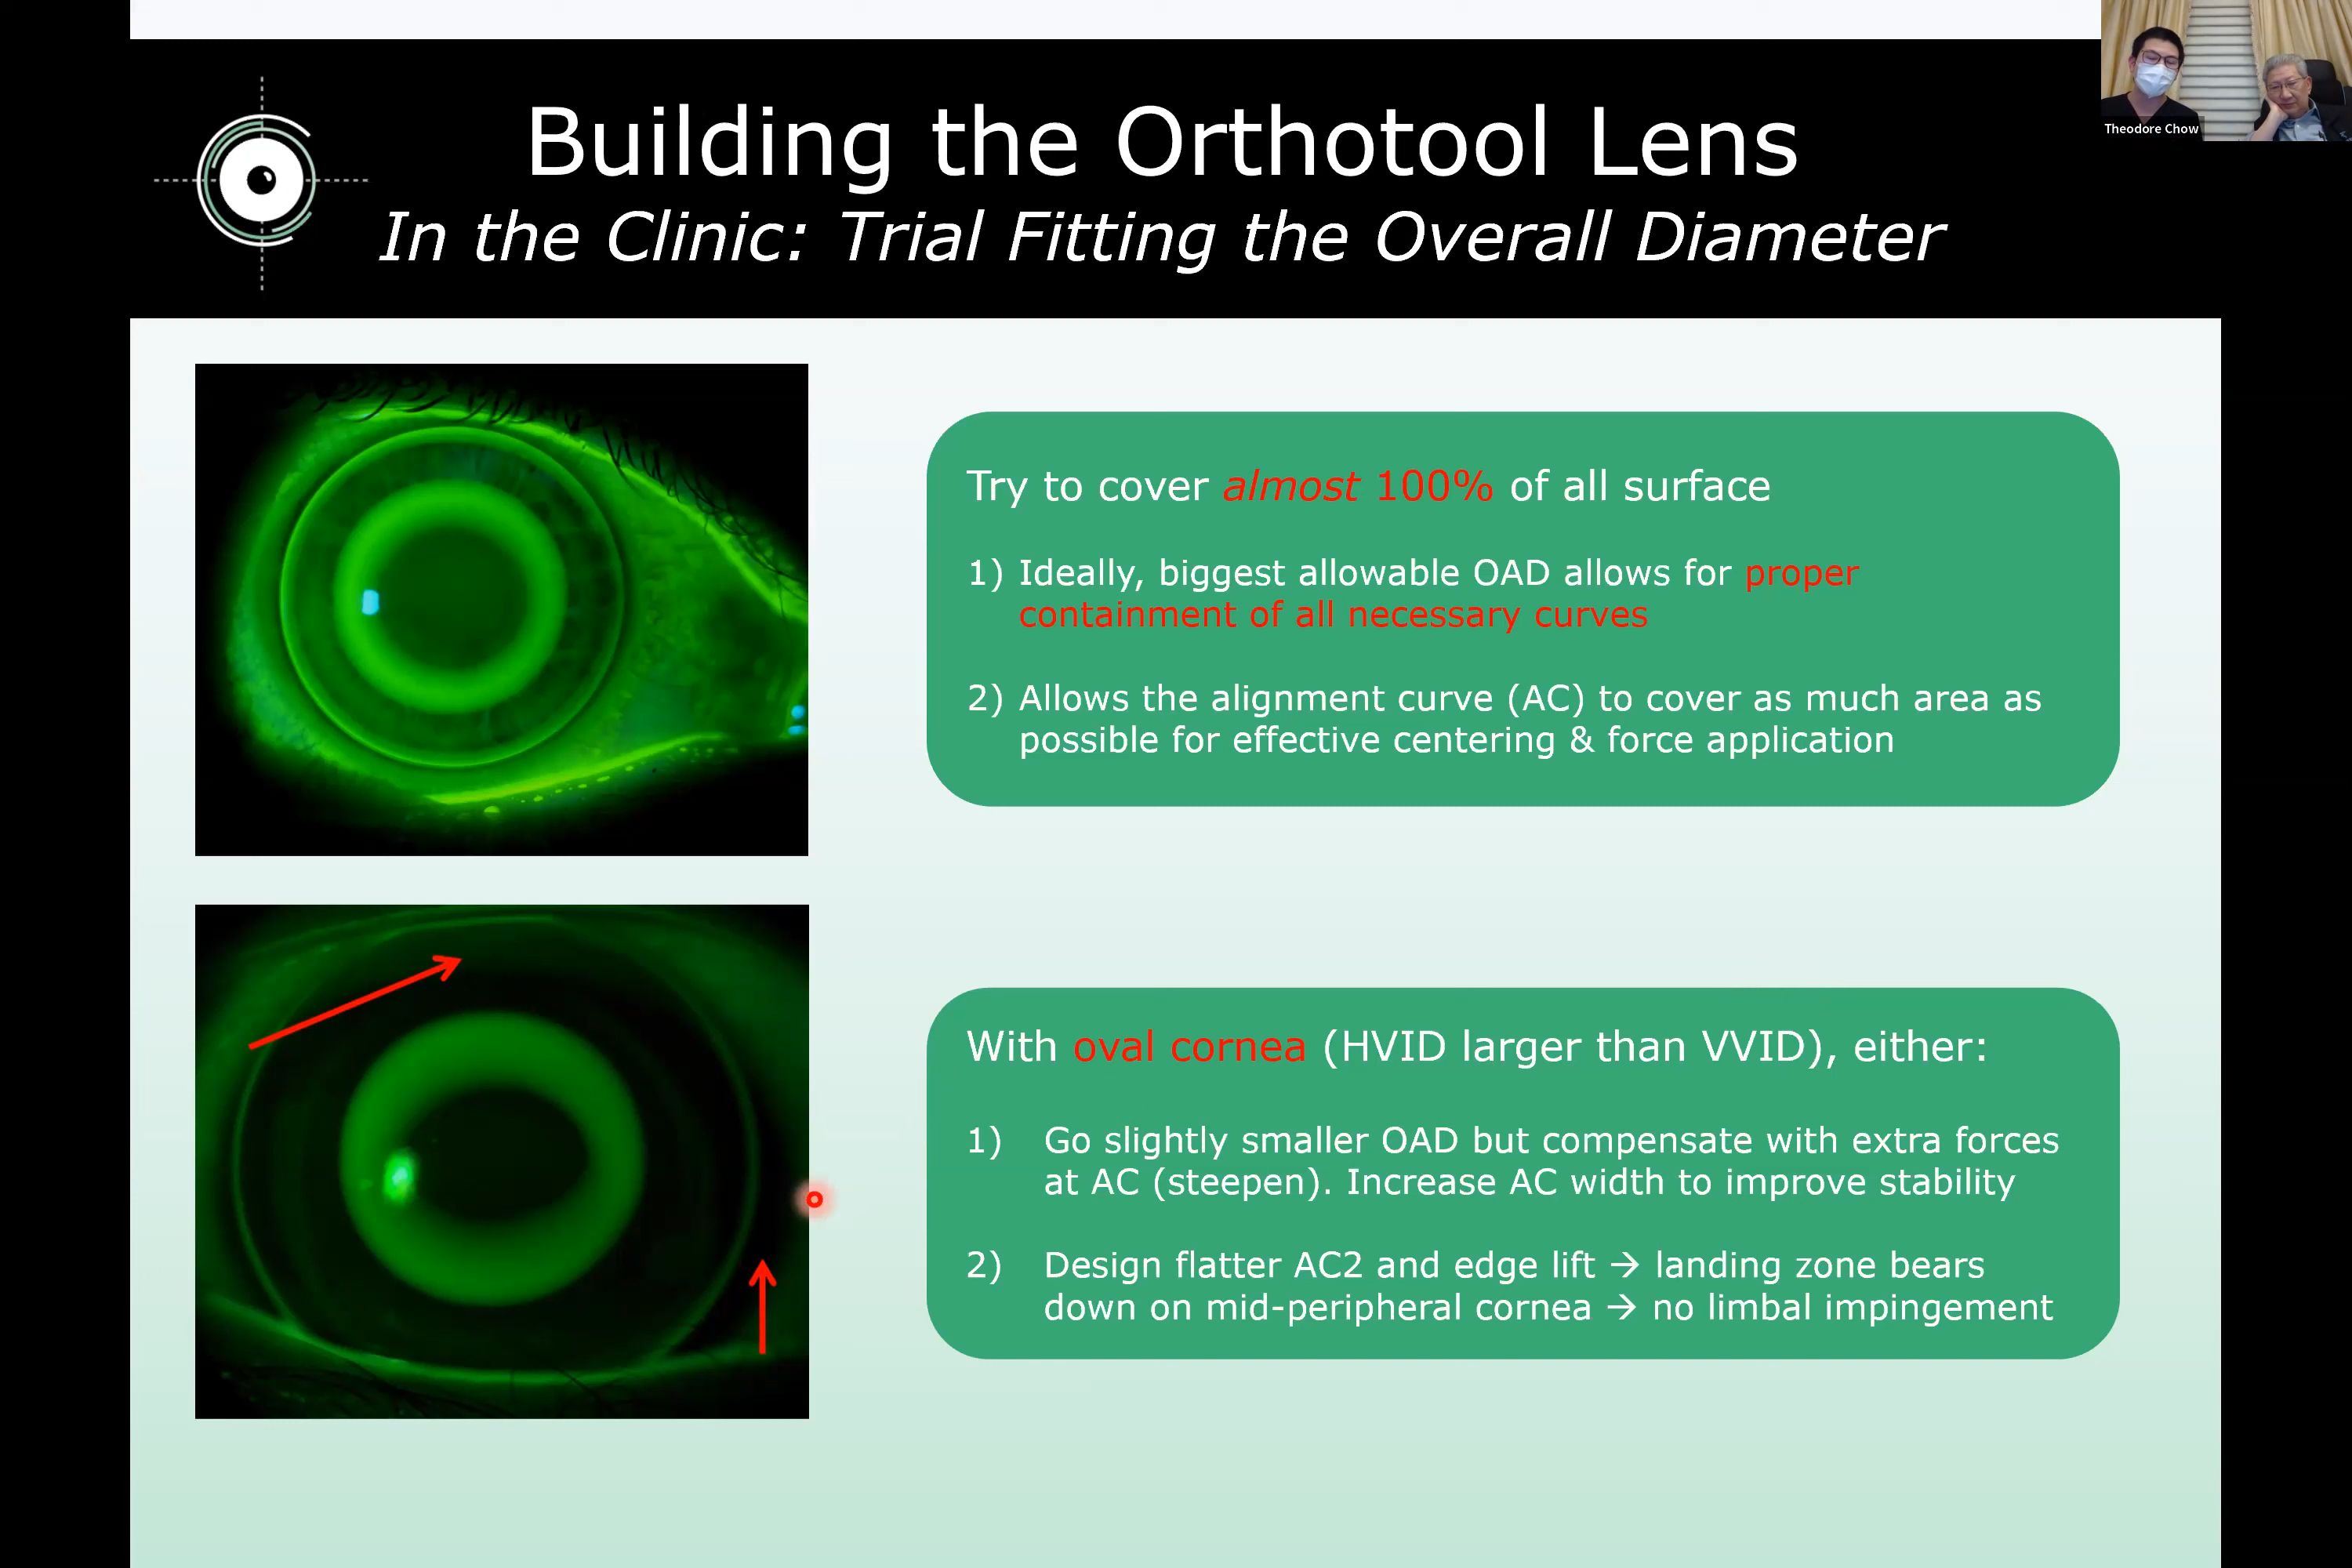 Theodore Chow
Building the Orthotool Lens
In the Clinic: Trial Fitting the Overall Diameter
Try to cover almost 100% of all surface
1) Ideally, biggest allowable OAD allows for proper
containment of all necessary curves
2) Allows the alignment curve (AC) to cover as much area as
possible for effective centering & force application
With oval cornea (HVID larger than VVID), either:
1) Go slightly smaller OAD but compensate with extra forces
at AC (steepen). Increase AC width to improve stability
2) Design flatter AC2 and edge lift → landing zone bears
down on mid-peripheral cornea → no limbal impingement